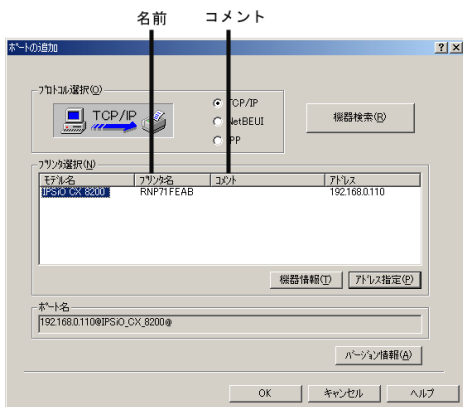 名前 コメント
ﾎﾟｰﾄの追加
ﾌﾟﾛﾄｺﾙ選択(O)
TCP/IP
TCP/IP
NetBEUI
IPP
機器検索(R)
ﾌﾟﾘﾝﾀ選択(N)
ﾓﾃﾞﾙ名 ﾌﾟﾘﾝﾀ名 ｺﾒﾝﾄ ｱﾄﾞﾚｽ
IPSiO CX 8200 RNP71FEAB 192.168.0.110
機器情報(T) ｱﾄﾞﾚｽ指定(P)
ﾎﾟｰﾄ名
192.168.0.110@IPSiO_CX_8200@
ﾊﾞｰｼﾞｮﾝ情報(A)
OK ｷｬﾝｾﾙ ﾍﾙﾌﾟ